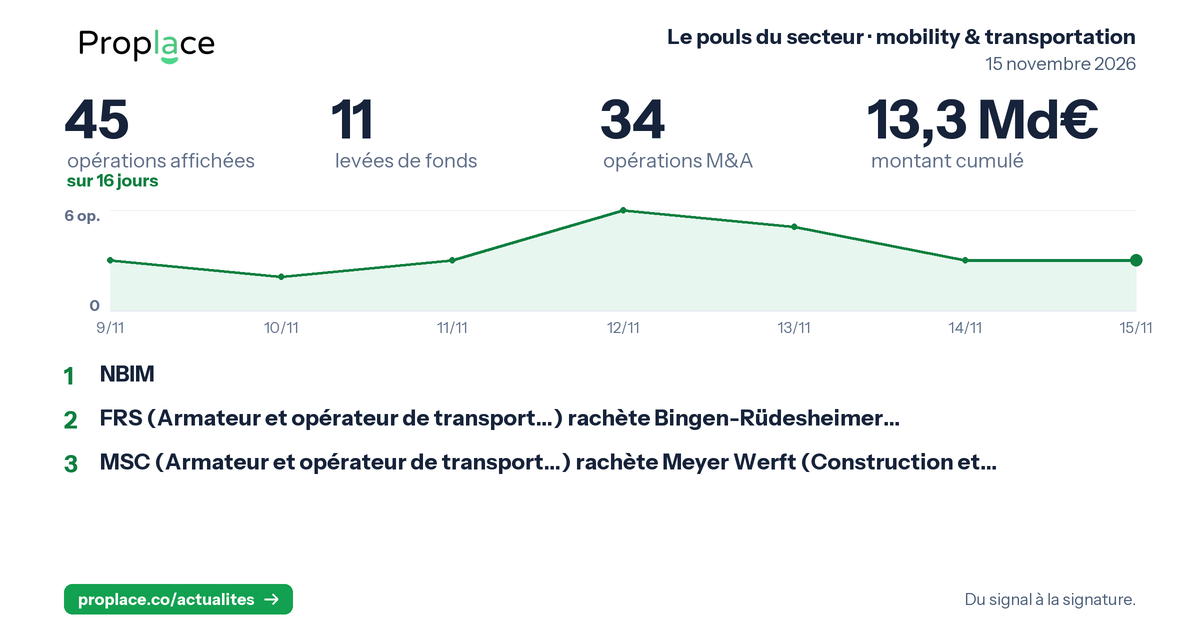 Proplace
Le pouls du secteur · mobility & transportation
15 novembre 2026
45
opérations affichées
sur 16 jours
11
levées de fonds
34
opérations M&A
13,3 Md€
montant cumulé
6 op.
0
9/11
10/11
11/11
12/11
13/11
14/11
15/11
1 NBIM
2 FRS (Armateur et opérateur de transport...) rachète Bingen-Rüdesheimer...
3 MSC (Armateur et opérateur de transport...) rachète Meyer Werft (Construction et...
proplace.co/actualites →
Du signal à la signature.